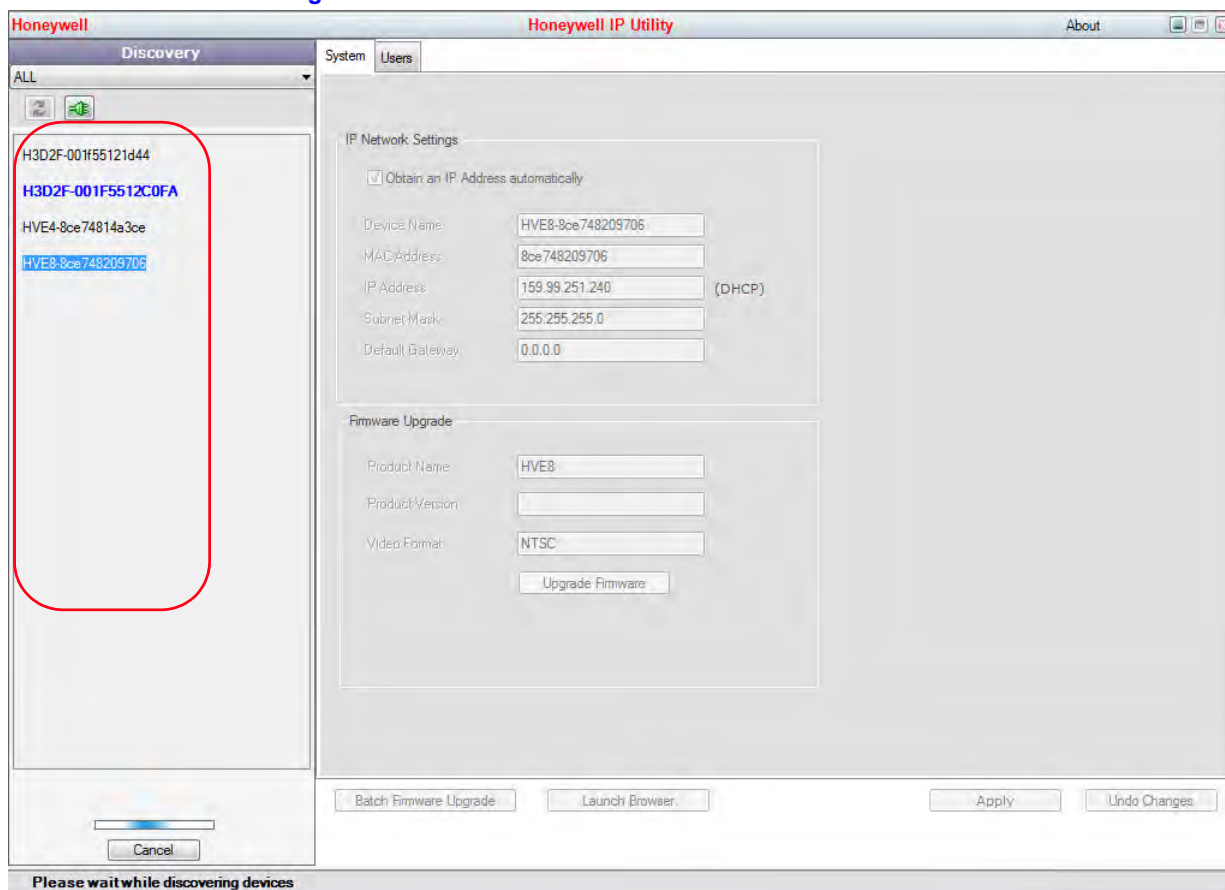 Honeywell Honeywell IP Utility About
Discovery
System Users
ALL
H3D2F-001f55121d44
H3D2F-001F5512C0FA
HVE4-8ce74814a3ce
HVE8-8ce748209706
IP Network Settings
Obtain an IP Address automatically
Device Name HVE8-8ce748209706
MAC Address 8ce748209706
IP Address 159.99.251.240 (DHCP)
Subnet Mask 255.255.255.0
Default Gateway 0.0.0.0
Firmware Upgrade
Product Name HVE8
Product Version
Video Format NTSC
Upgrade Firmware
Batch Firmware Upgrade Launch Browser Apply Undo Changes
Cancel
Please wait while discovering devices